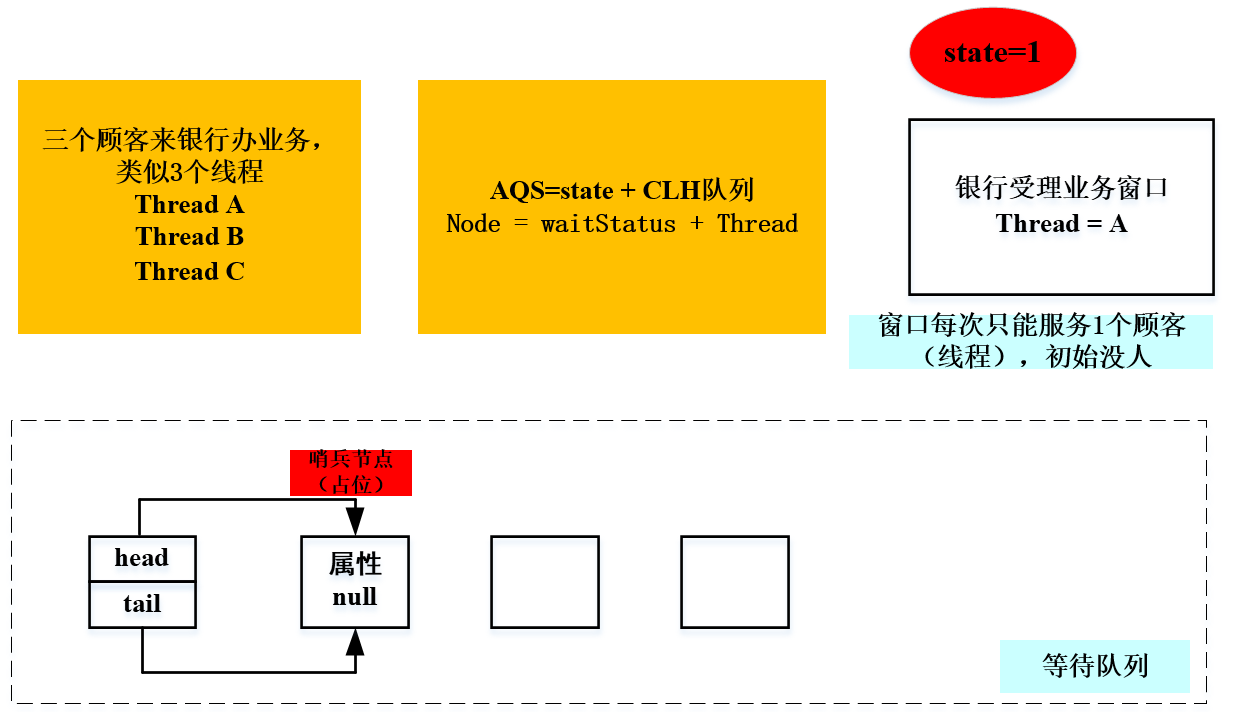 state=1
三个顾客来银行办业务，
类似3个线程
Thread A
Thread B
Thread C
AQS=state + CLH队列
Node = waitStatus + Thread
银行受理业务窗口
Thread = A
窗口每次只能服务1个顾客
（线程），初始没人
哨兵节点
（占位）
head
tail
属性
null
等待队列